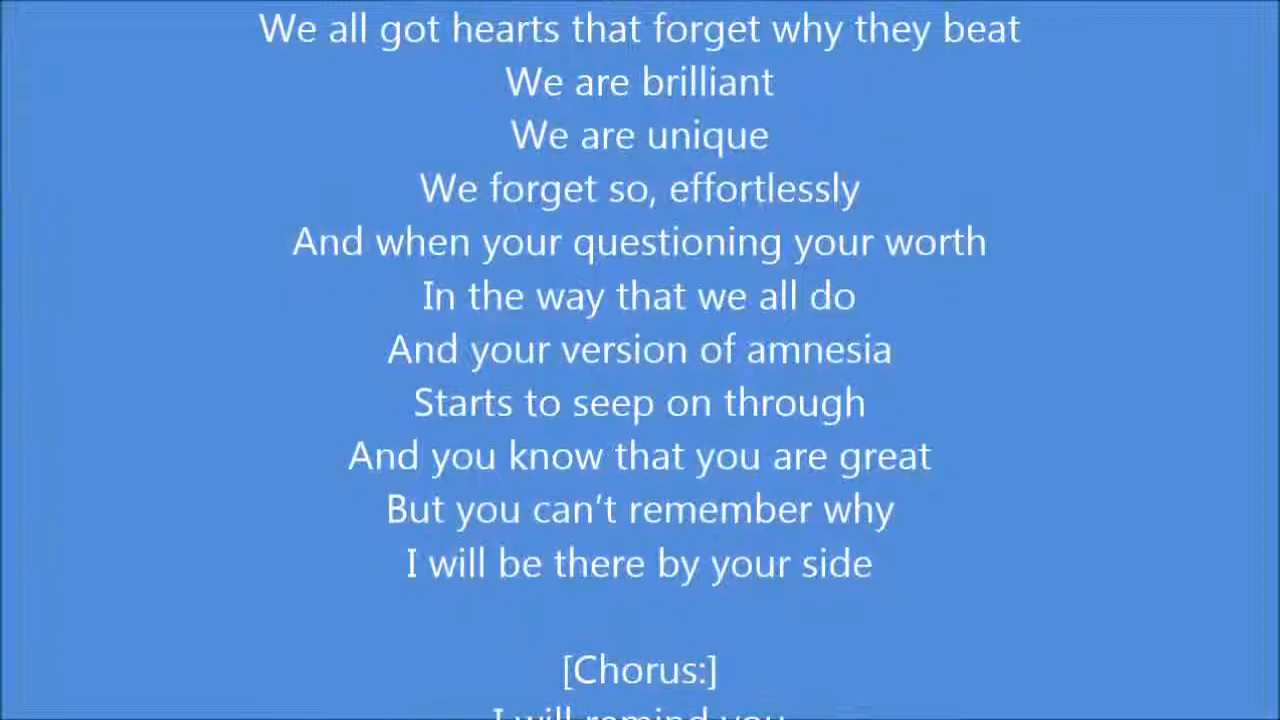 We all got hearts that forget why they beat
We are brilliant
We are unique
We forget so, effortlessly
And when your questioning your worth
In the way that we all do
And your version of amnesia
Starts to seep on through
And you know that you are great
But you can’t remember why
I will be there by your side
[Chorus:]
I will remind you